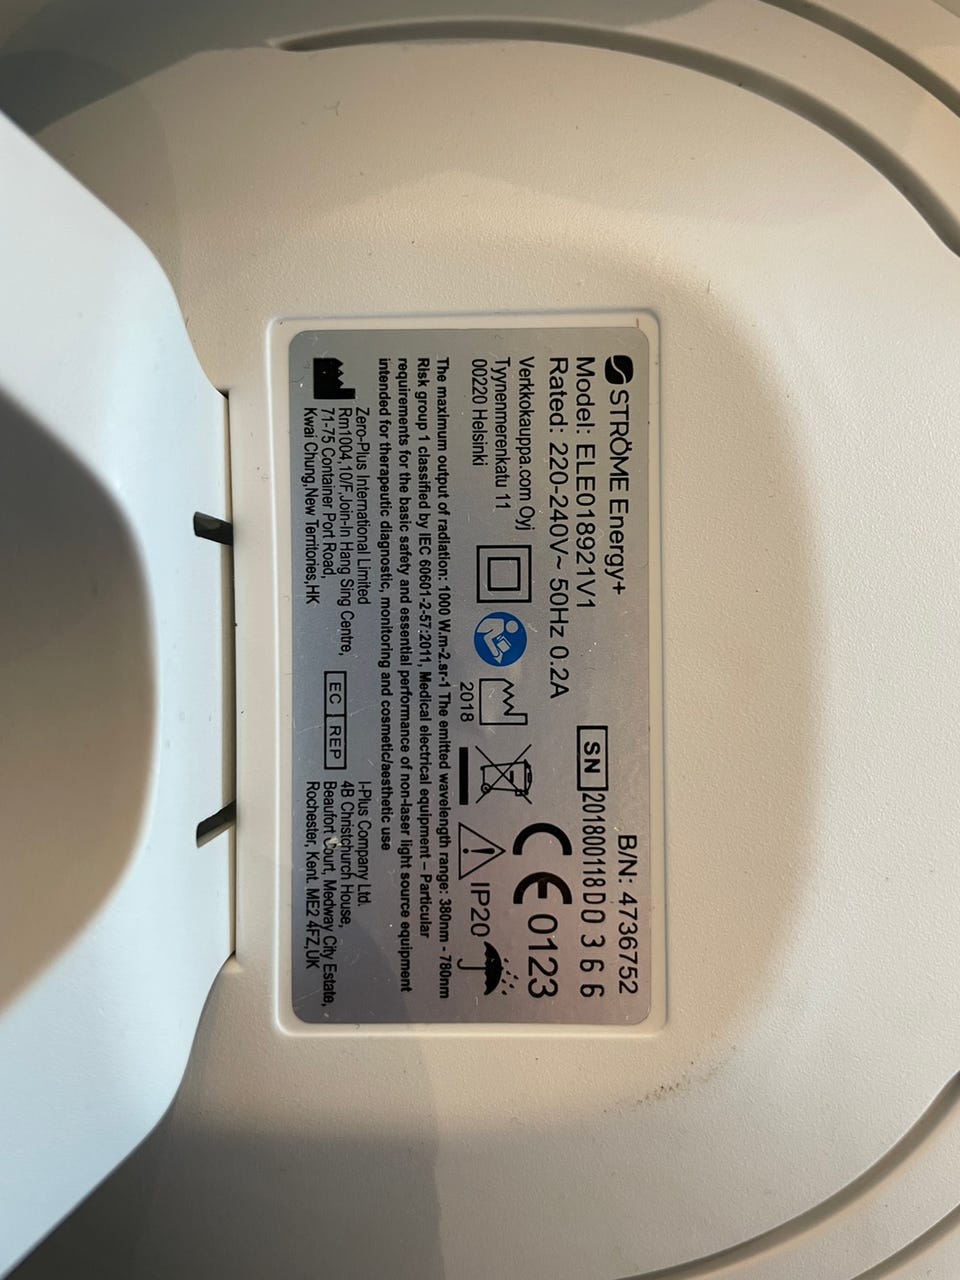 STRÖME Energy+
B/N: 4736752
Model: ELE018921V1
SN 201800118D0366
Rated: 220-240V~ 50Hz 0.2A
Verkkokauppa.com Oyj
Tyynenmerenkatu 11
00220 Helsinki
2018
CE 0123
IP20
The maximum output of radiation: 1000 W.m-2.sr-1 The emitted wavelength range: 380nm - 780nm
Risk group 1 classified by IEC 60601-2-57:2011, Medical electrical equipment – Particular
requirements for the basic safety and essential performance of non-laser light source equipment
intended for therapeutic diagnostic, monitoring and cosmetic/aesthetic use
Zero-Plus International Limited
Rm1004,10/F,Join-In Hang Sing Centre,
71-75 Container Port Road,
Kwai Chung,New Territories,HK
EC REP
I-Plus Company Ltd.
4B Christchurch House,
Beaufort Court, Medway City Estate,
Rochester, Kent. ME2 4FZ,UK